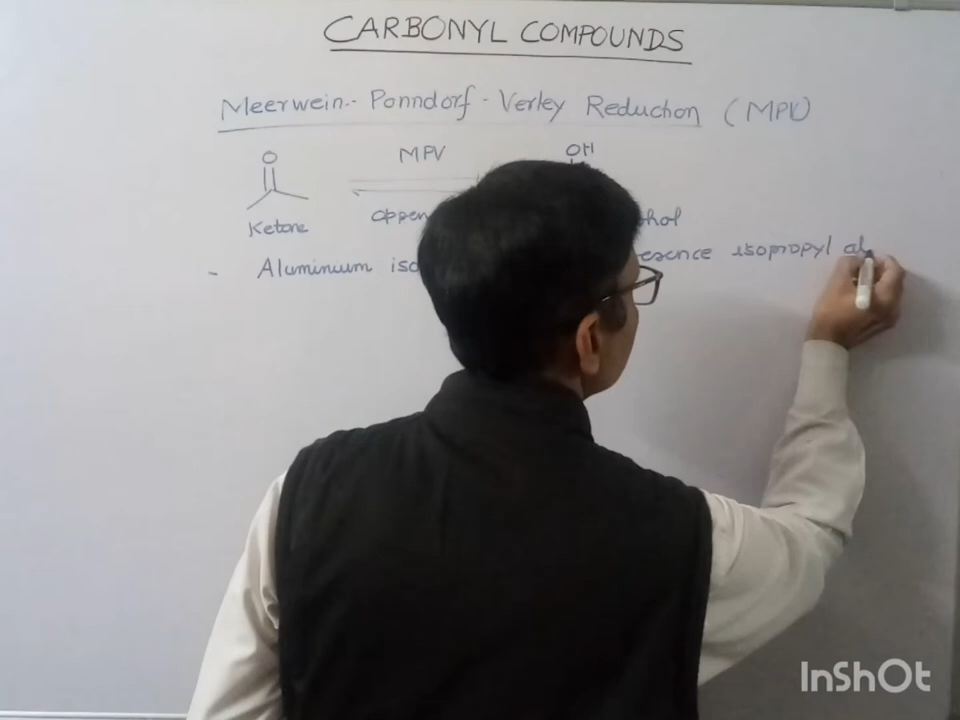 CARBONYL COMPOUNDS
Meerwein-Ponndorf-Verley Reduction (MPV)
O MPV OH
Ketone Oppen hol
- Aluminium iso esence isopropyl al
InShOt